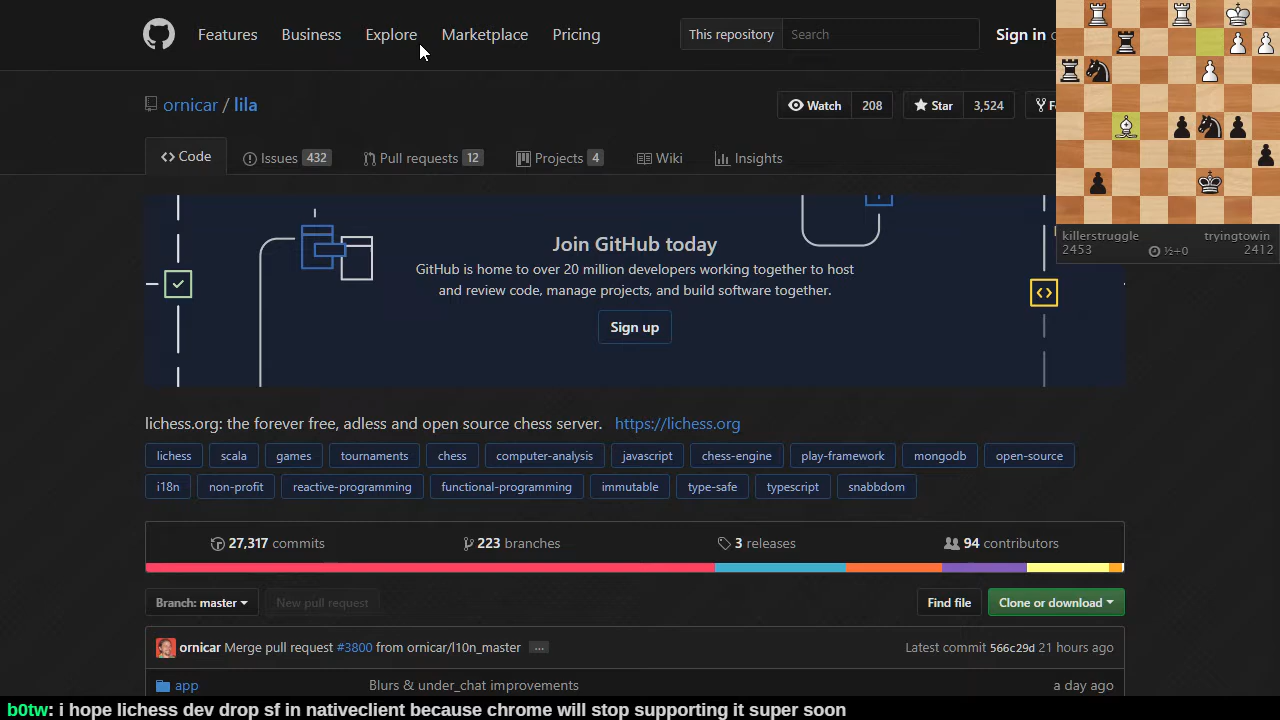 Features Business Explore Marketplace Pricing This repository Search Sign in
ornicar / lila Watch 208 Star 3,524
Code Issues 432 Pull requests 12 Projects 4 Wiki Insights
killerstruggle tryingtowin
2453 ½+0 2412
Join GitHub today
GitHub is home to over 20 million developers working together to host
and review code, manage projects, and build software together.
Sign up
lichess.org: the forever free, adless and open source chess server. https://lichess.org
lichess scala games tournaments chess computer-analysis javascript chess-engine play-framework mongodb open-source
i18n non-profit reactive-programming functional-programming immutable type-safe typescript snabbdom
27,317 commits 223 branches 3 releases 94 contributors
Branch: master New pull request Find file Clone or download
ornicar Merge pull request #3800 from ornicar/l10n_master ... Latest commit 566c29d 21 hours ago
app Blurs & under_chat improvements a day ago
b0tw: i hope lichess dev drop sf in nativeclient because chrome will stop supporting it super soon